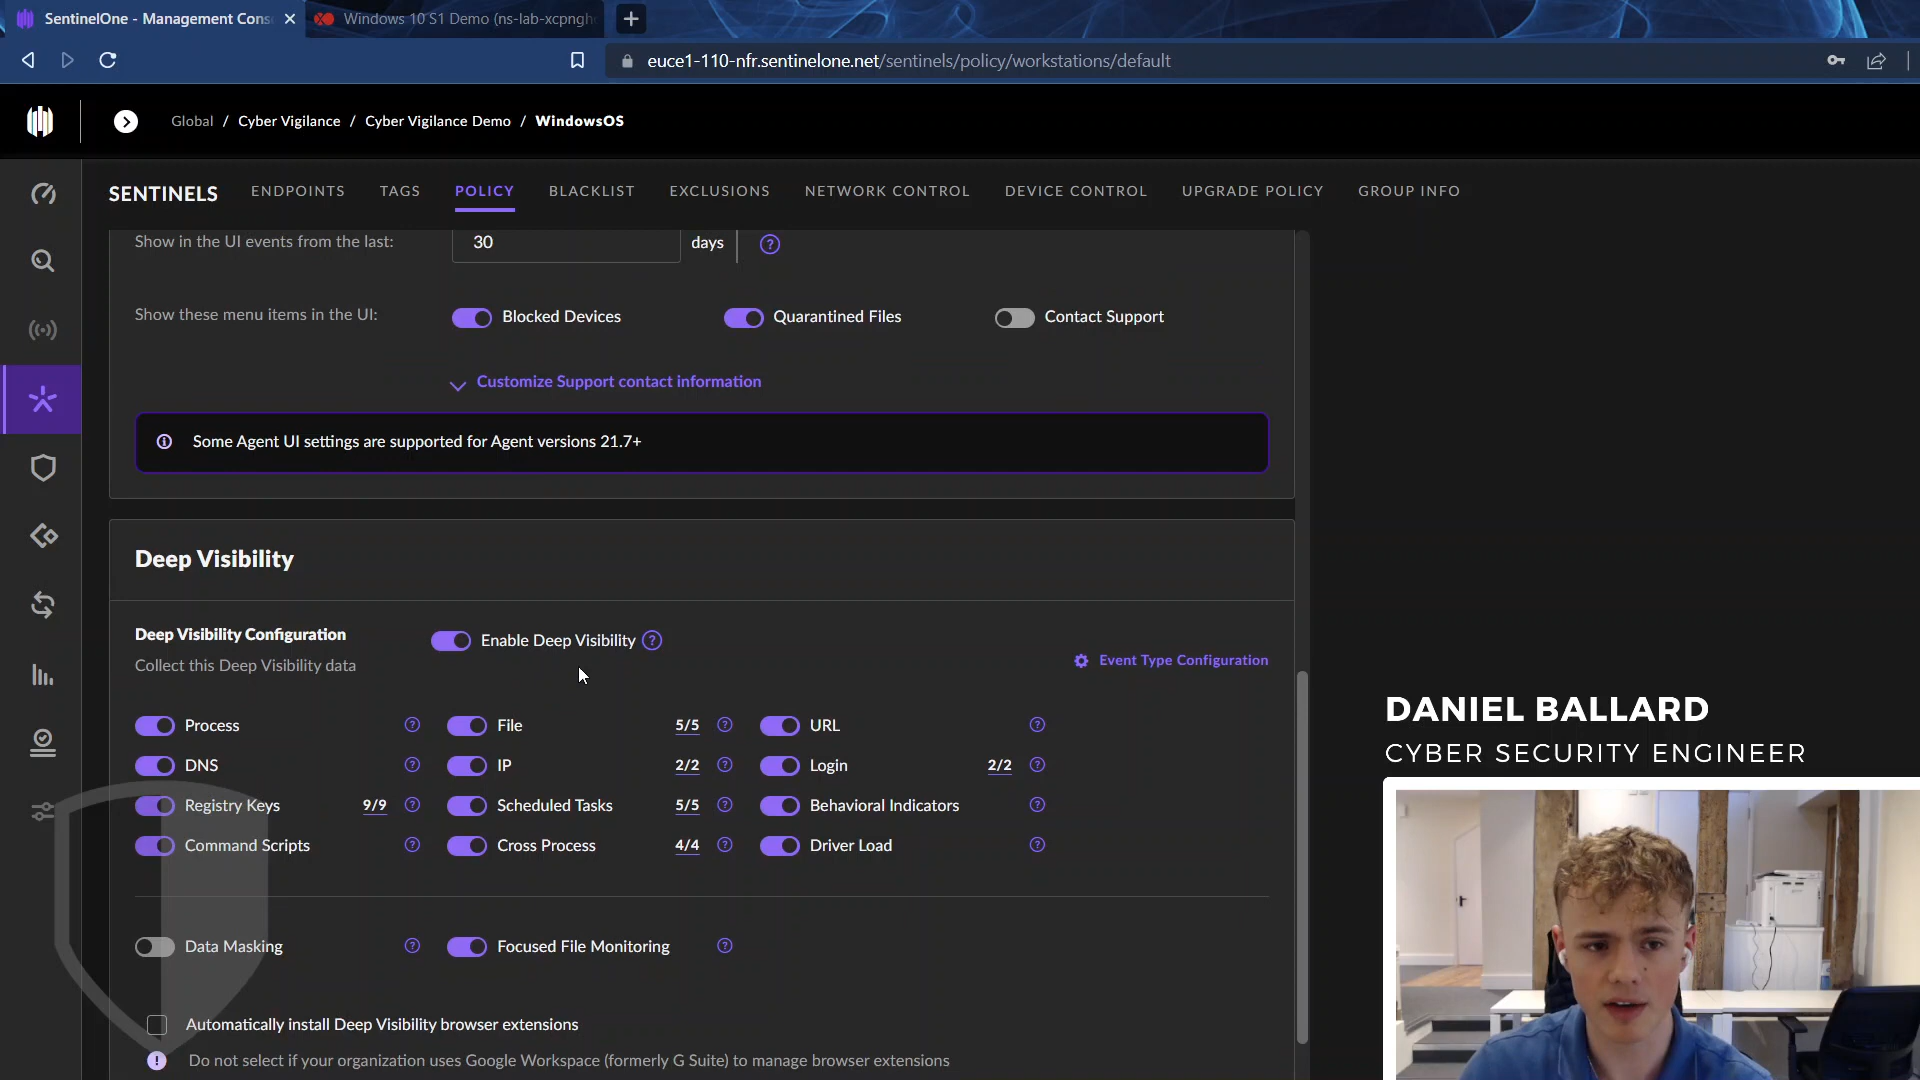 SentinelOne - Management Cons
Windows 10 S1 Demo (ns-lab-xcpngh
euce1-110-nfr.sentinelone.net/sentinels/policy/workstations/default
Global / Cyber Vigilance / Cyber Vigilance Demo / WindowsOS
SENTINELS ENDPOINTS TAGS POLICY BLACKLIST EXCLUSIONS NETWORK CONTROL DEVICE CONTROL UPGRADE POLICY GROUP INFO
Show in the UI events from the last: 30 days ?
Show these menu items in the UI: Blocked Devices Quarantined Files Contact Support
Customize Support contact information
Some Agent UI settings are supported for Agent versions 21.7+
Deep Visibility
Deep Visibility Configuration Enable Deep Visibility ?
Collect this Deep Visibility data Event Type Configuration
Process ? File 5/5 ? URL ?
DNS ? IP 2/2 ? Login 2/2 ?
Registry Keys 9/9 ? Scheduled Tasks 5/5 ? Behavioral Indicators ?
Command Scripts ? Cross Process 4/4 ? Driver Load ?
Data Masking ? Focused File Monitoring ?
Automatically install Deep Visibility browser extensions
! Do not select if your organization uses Google Workspace (formerly G Suite) to manage browser extensions
DANIEL BALLARD
CYBER SECURITY ENGINEER